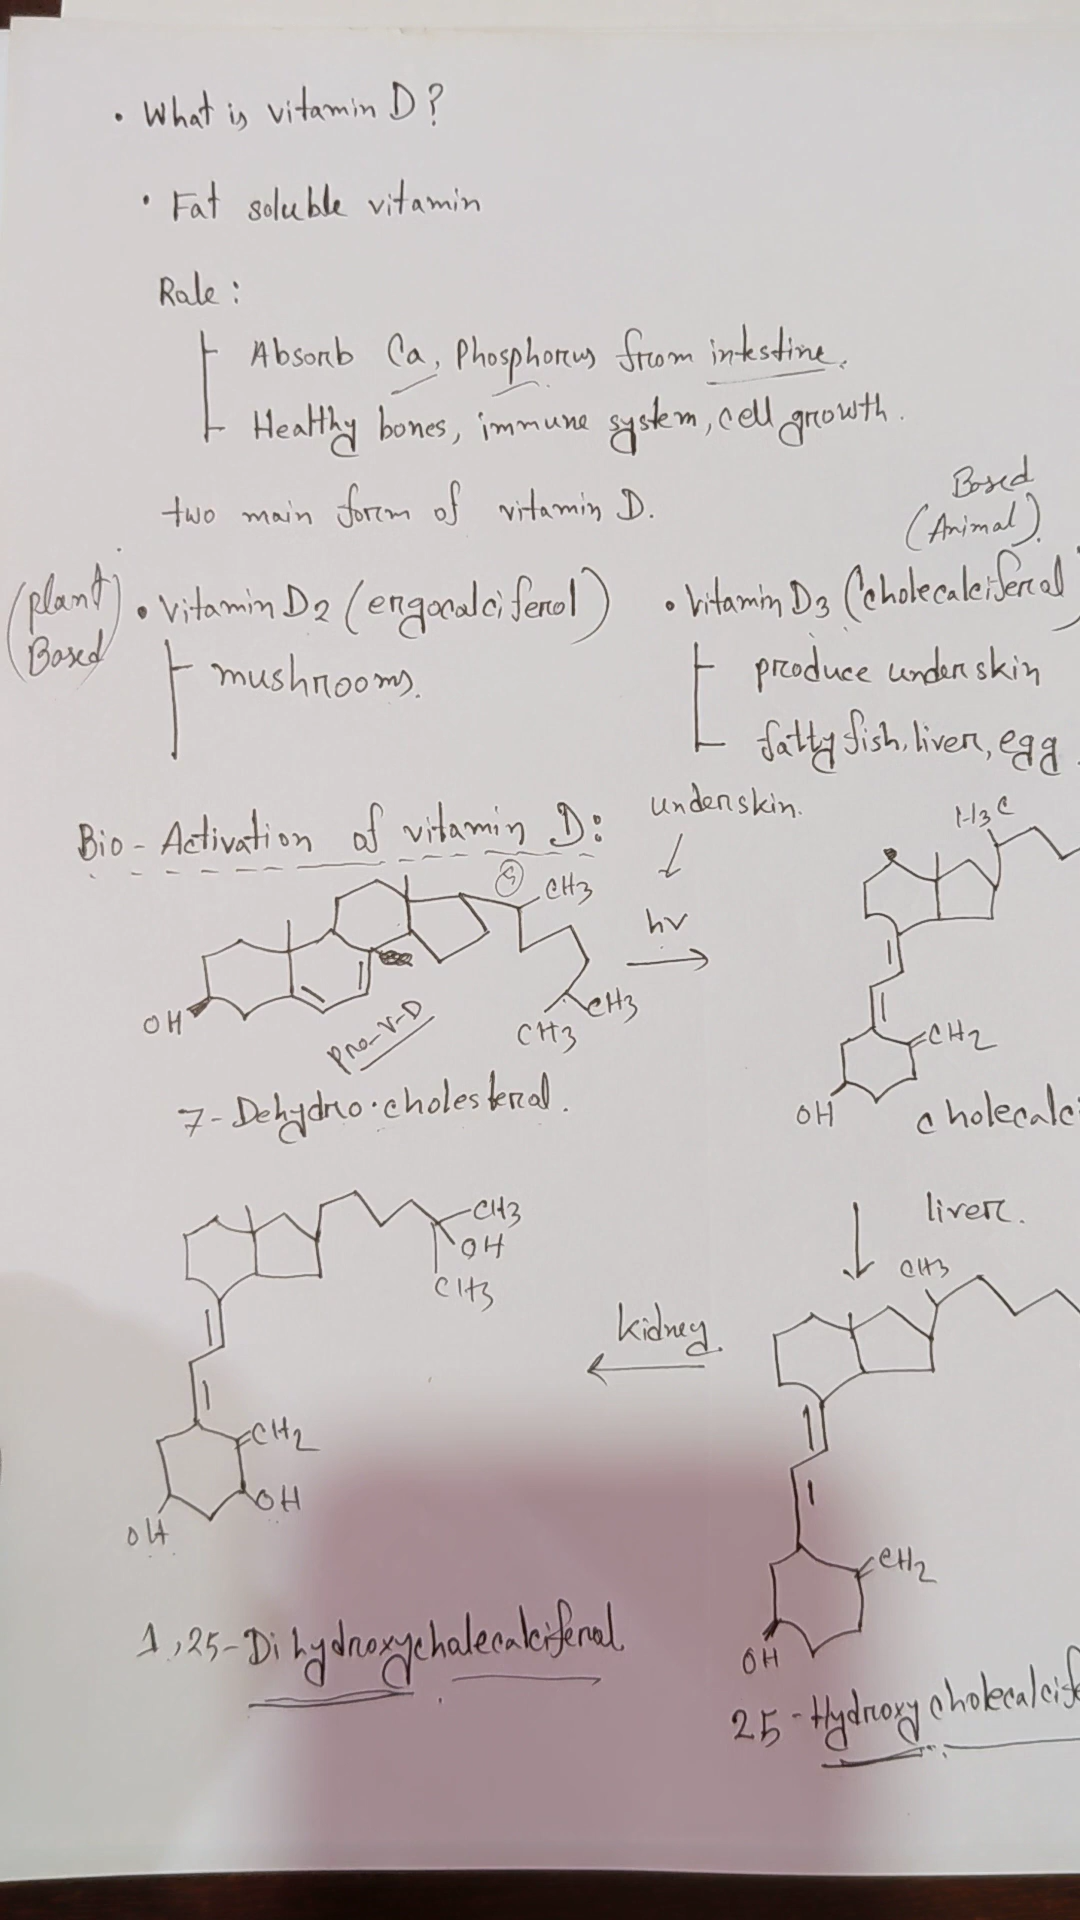 • What is vitamin D?
• Fat soluble vitamin
Role :
Absorb Ca, Phosphorus from intestine.
Healthy bones, immune system, cell growth.
two main form of vitamin D.
(plant Based)
• vitamin D2 (ergocalciferol)
mushrooms.
Based (Animal)
• Vitamin D3 (cholecalciferol)
produce under skin
fatty fish, liver, egg
Bio-Activation of vitamin D:
underskin.
hv
CH3
CH3
CH3
OH
Pro-V-D
7-Dehydro-cholesterol.
H3C
CH2
OH
cholecalci
liver.
CH3
CH2
OH
25-Hydroxycholecalcife
kidney
CH3
OH
CH3
CH2
OH
OH
1,25-Dihydroxycholecalciferol